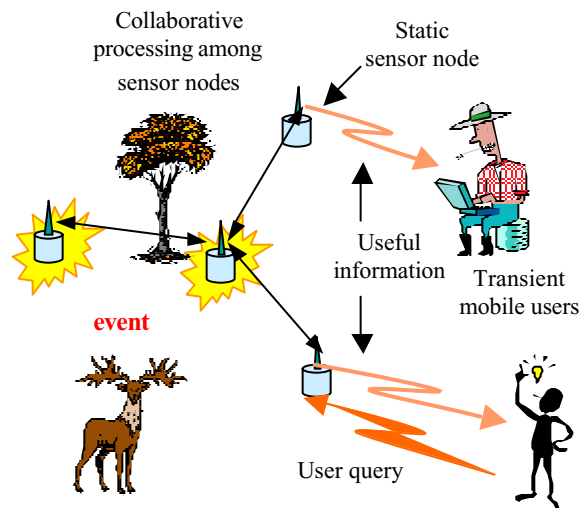 Collaborative
processing among
sensor nodes
Static
sensor node
Useful
information
Transient
mobile users
event
User query